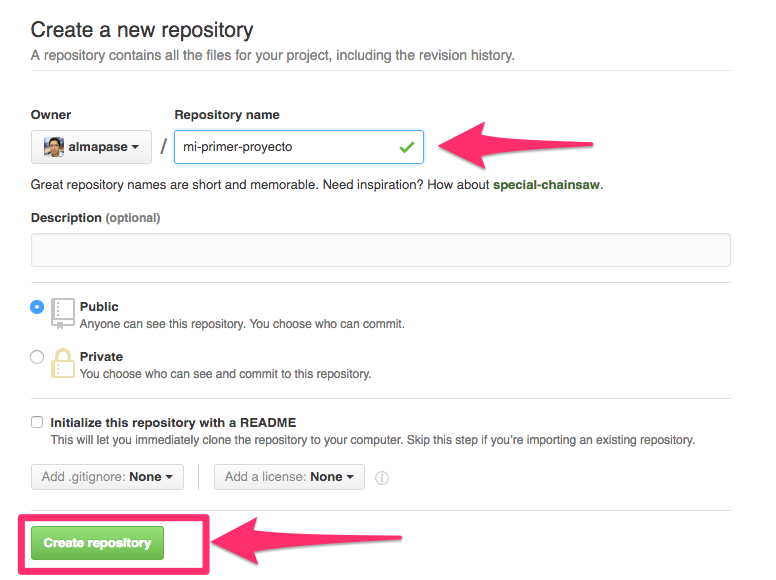 Create a new repository
A repository contains all the files for your project, including the revision history.
Owner
Repository name
almapase
/
mi-primer-proyecto
Great repository names are short and memorable. Need inspiration? How about special-chainsaw.
Description (optional)
Public
Anyone can see this repository. You choose who can commit.
Private
You choose who can see and commit to this repository.
Initialize this repository with a README
This will let you immediately clone the repository to your computer. Skip this step if you're importing an existing repository.
Add .gitignore: None
Add a license: None
Create repository